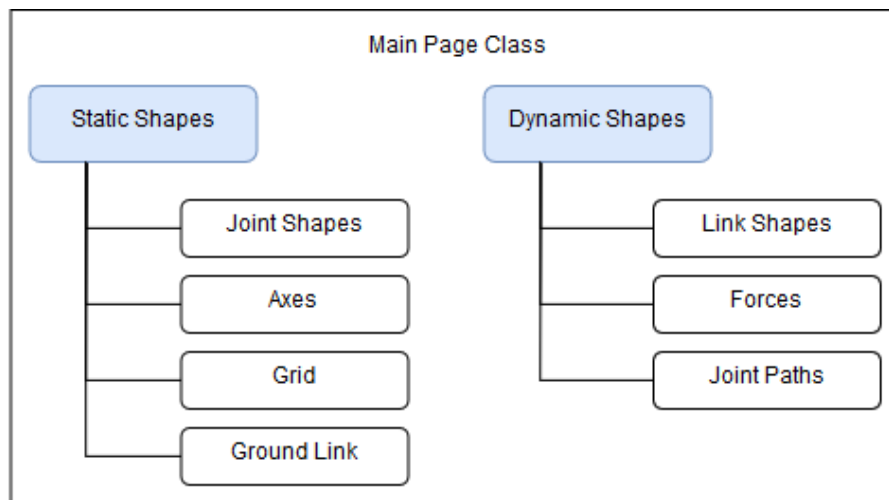 Main Page Class
Static Shapes
Joint Shapes
Axes
Grid
Ground Link
Dynamic Shapes
Link Shapes
Forces
Joint Paths